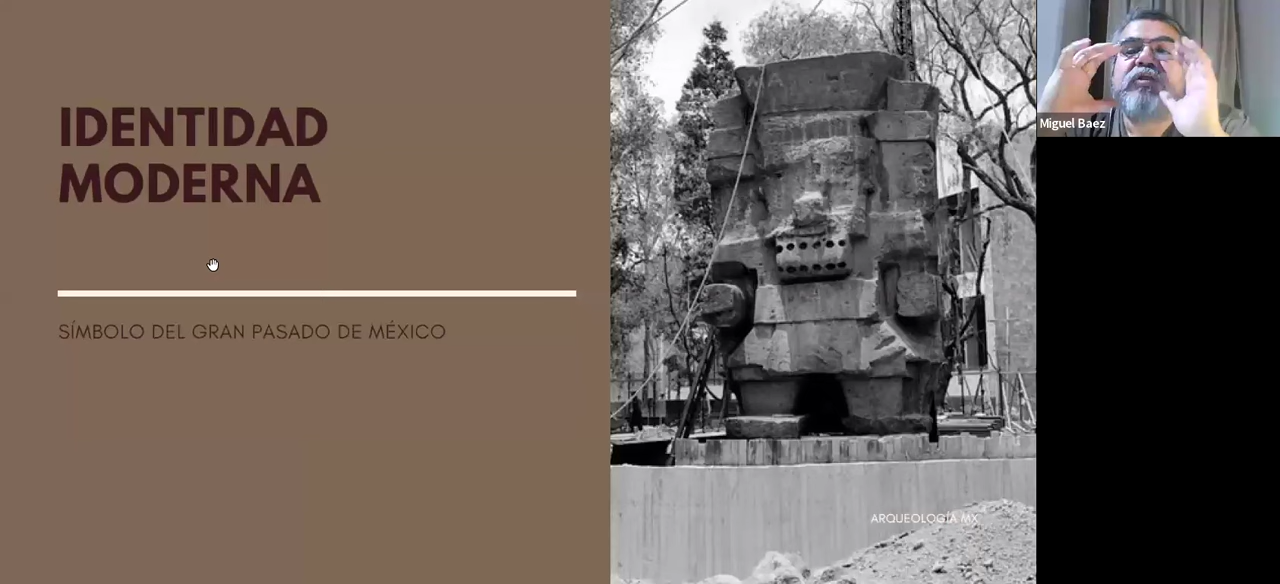 IDENTIDAD
MODERNA
SÍMBOLO DEL GRAN PASADO DE MÉXICO
ARQUEOLOGÍA MX
Miguel Baez